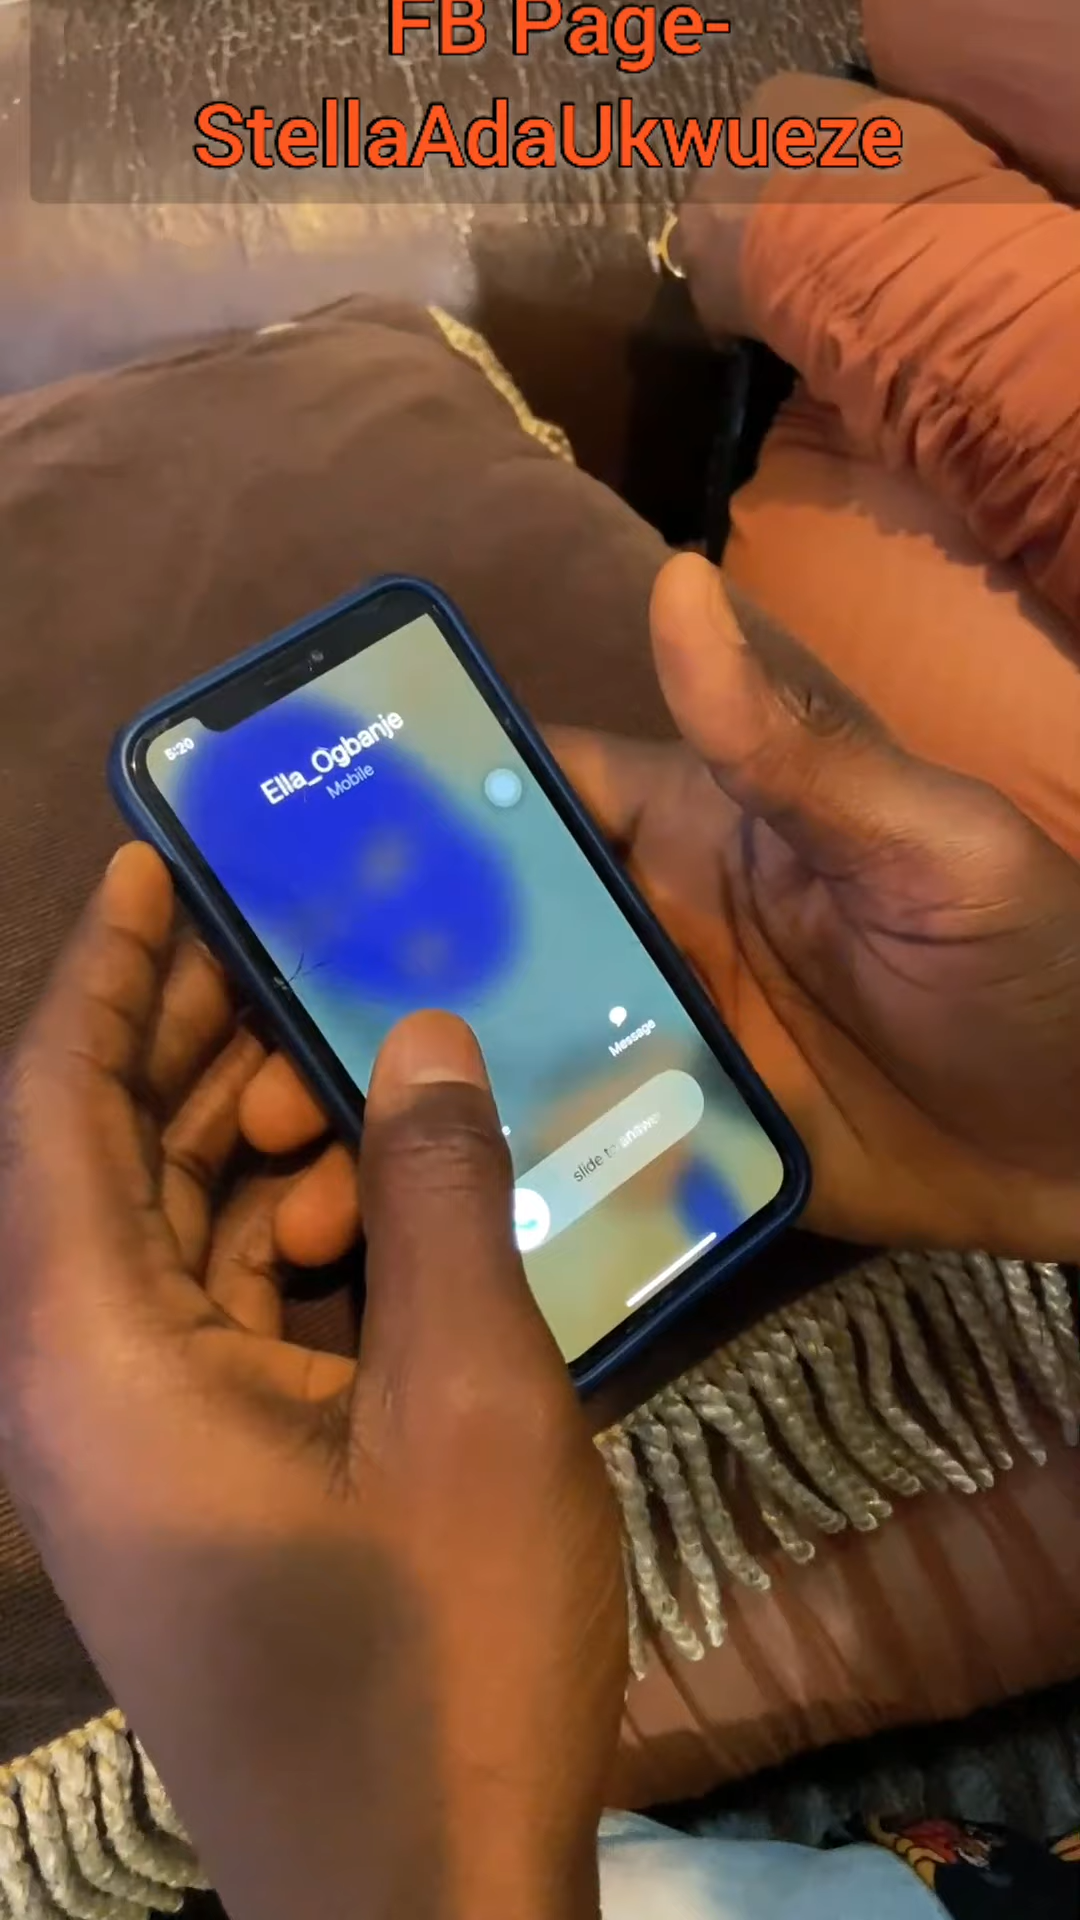 FB Page-
StellaAdaUkwueze
5:20
Ella_Ogbanje
Mobile
Message
slide to answer